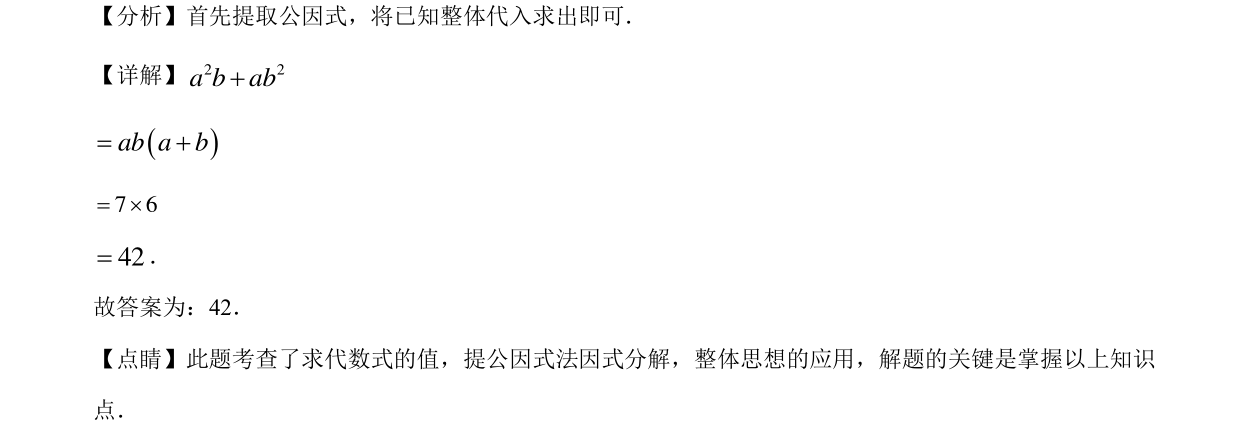 【分析】首先提取公因式，将已知整体代入求出即可．
【详解】a²b+ab²
=ab(a+b)
=7×6
=42．
故答案为：42．
【点睛】此题考查了求代数式的值，提公因式法因式分解，整体思想的应用，解题的关键是掌握以上知识
点．